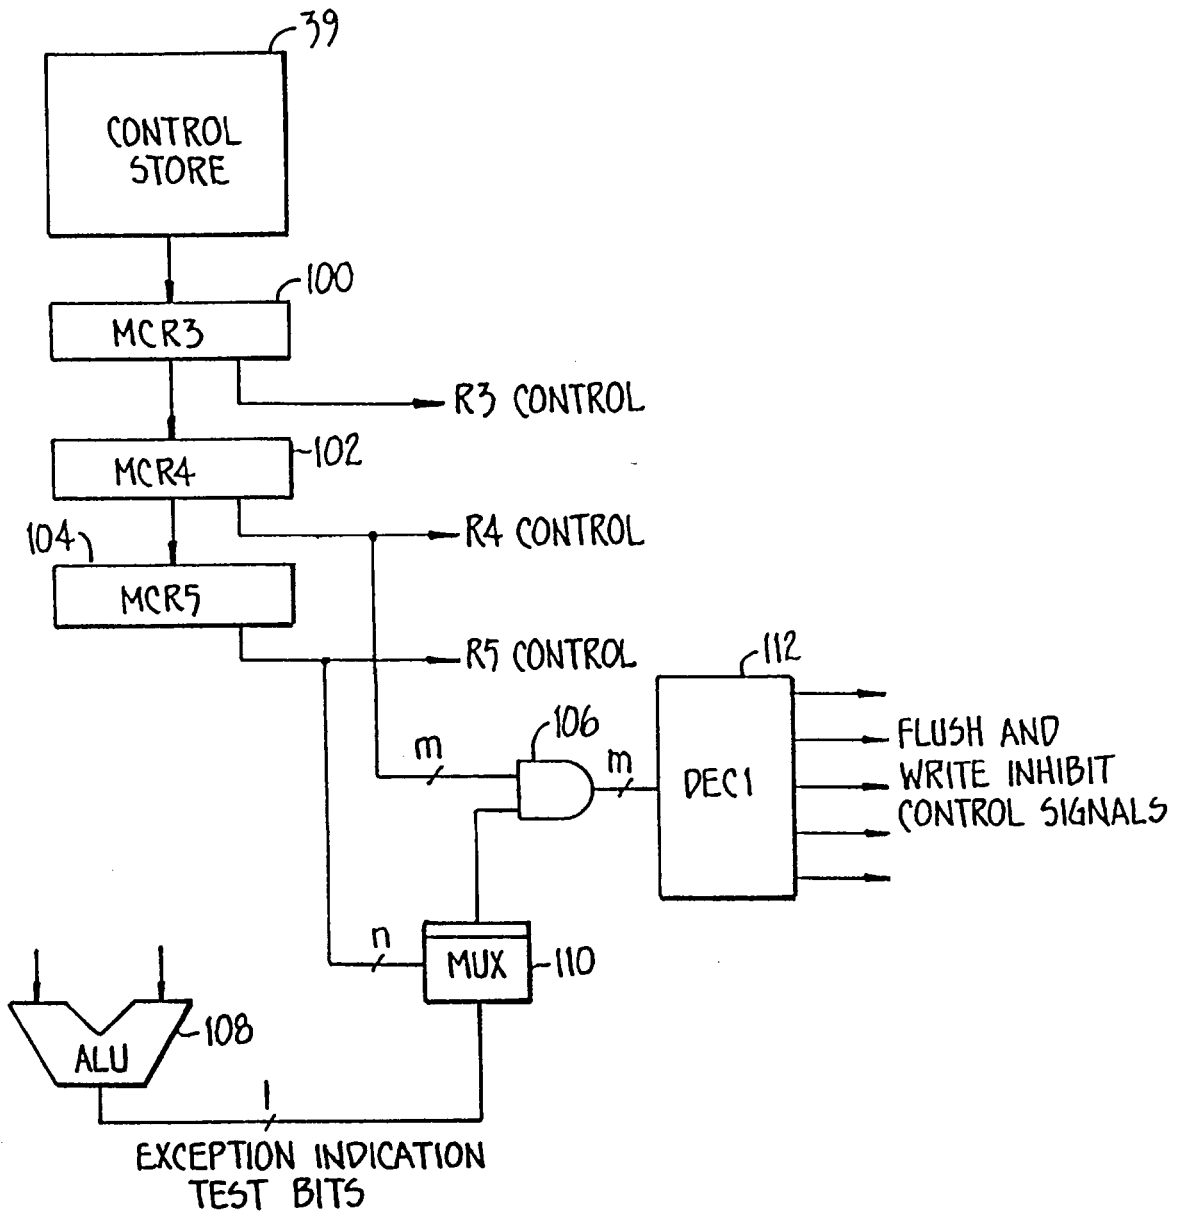 39
CONTROL
STORE
100
MCR3
R3 CONTROL
MCR4
102
R4 CONTROL
104
MCR5
R5 CONTROL
112
106
m
m
DEC1
FLUSH AND
WRITE INHIBIT
CONTROL SIGNALS
n
MUX
110
ALU
108
l
EXCEPTION INDICATION
TEST BITS